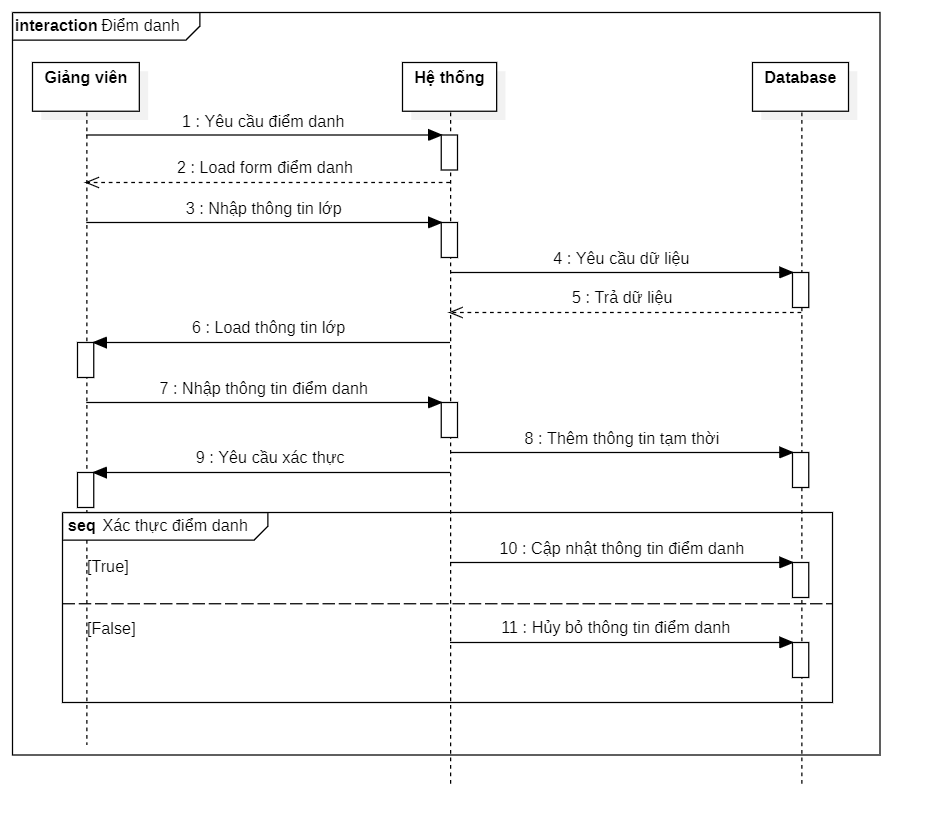 interaction Điểm danh
Giảng viên
Hệ thống
Database
1 : Yêu cầu điểm danh
2 : Load form điểm danh
3 : Nhập thông tin lớp
4 : Yêu cầu dữ liệu
5 : Trả dữ liệu
6 : Load thông tin lớp
7 : Nhập thông tin điểm danh
8 : Thêm thông tin tạm thời
9 : Yêu cầu xác thực
seq Xác thực điểm danh
10 : Cập nhật thông tin điểm danh
[True]
[False]
11 : Hủy bỏ thông tin điểm danh